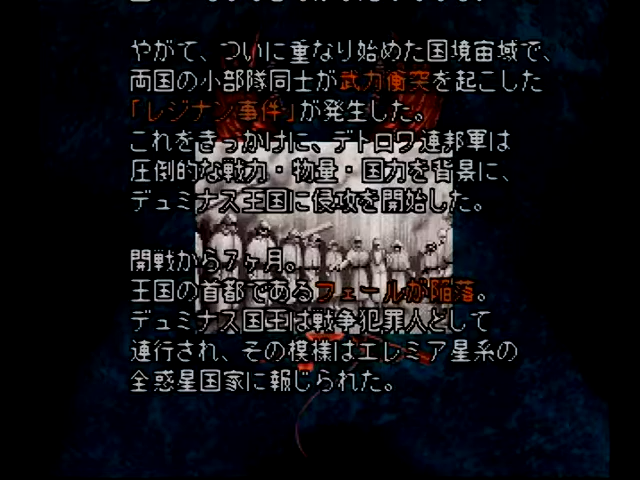 やがて、ついに重なり始めた国境宙域で、
両国の小部隊同士が武力衝突を起こした
「レジナン事件」が発生した。
これをきっかけに、デトロワ連邦軍は
圧倒的な戦力・物量・国力を背景に、
デュミナス王国に侵攻を開始した。
開戦から7ヶ月。
王国の首都であるフェールが陥落。
デュミナス国王は戦争犯罪人として
連行され、その模様はエレミア星系の
全惑星国家に報じられた。